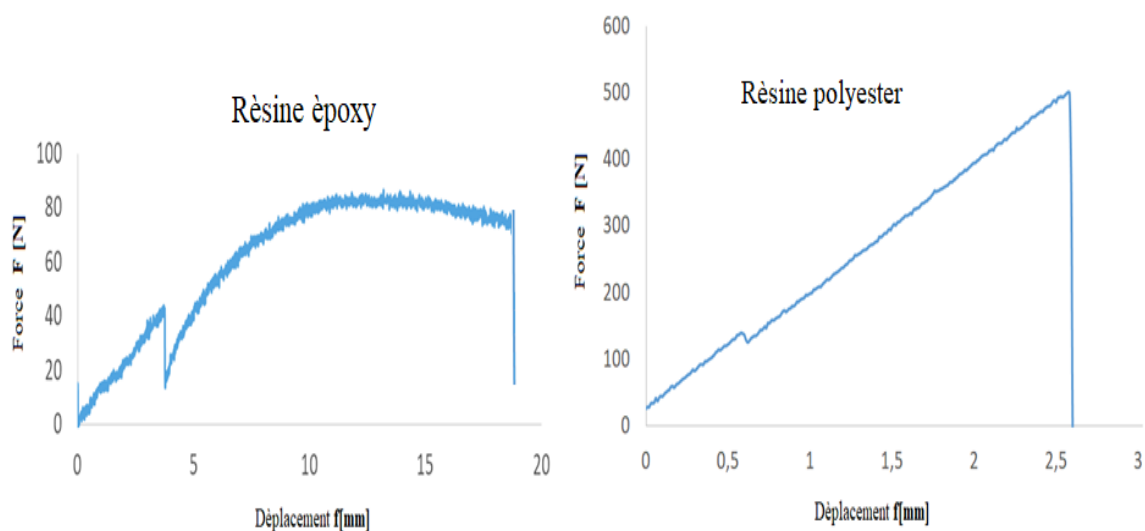 Rèsine èpoxy
100
80
60
40
20
0
0 5 10 15 20
Force F [N]
Dèplacement f[mm]
Rèsine polyester
600
500
400
300
200
100
0
0 0,5 1 1,5 2 2,5 3
Force F [N]
Dèplacement f[mm]